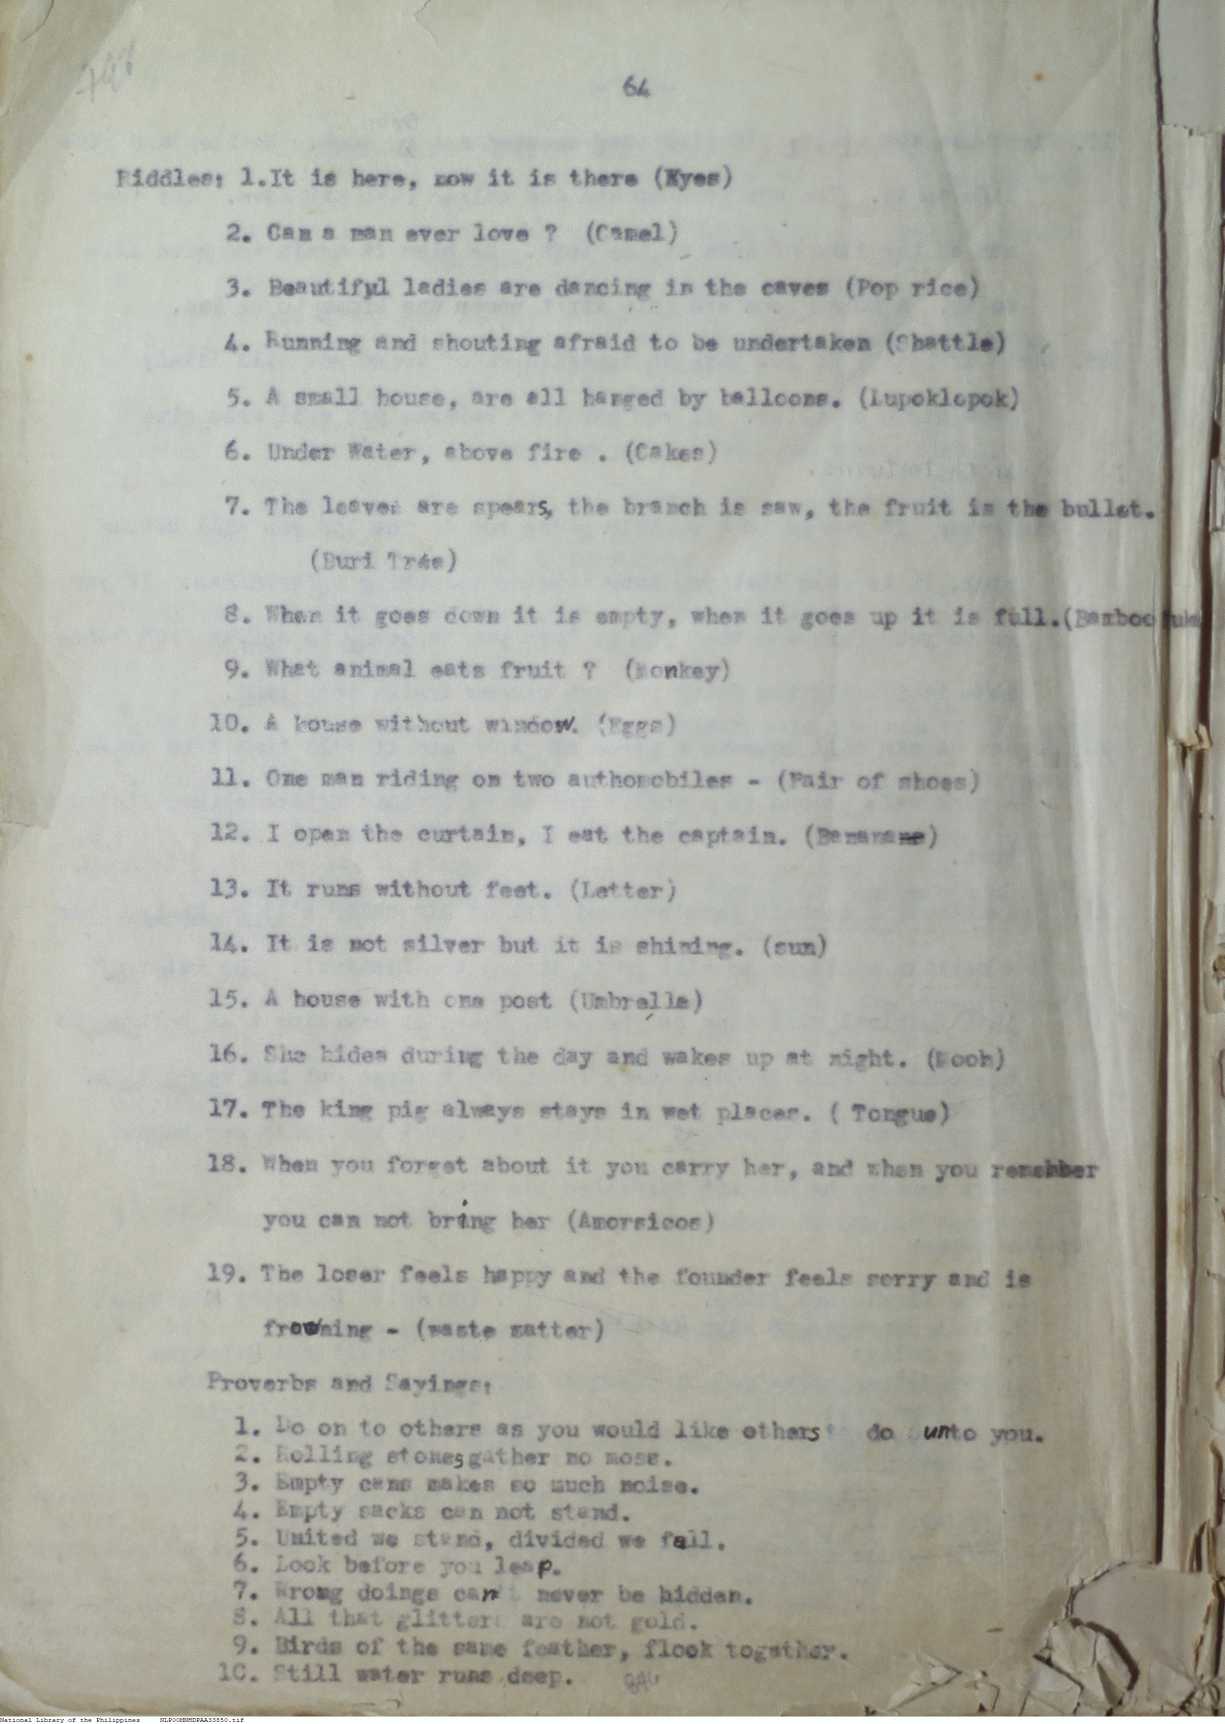 64
Riddles: 1.It is here, now it is there (Eyes)
2. Can a man ever love ? (Camel)
3. Beautiful ladies are dancing in the caves (Pop rice)
4. Running and shouting afraid to be undertaken (Shattle)
5. A small house, are all hanged by balloons. (Lupoklopok)
6. Under Water, above fire . (Cakes)
7. The leaves are spears, the branch is saw, the fruit is the bullet.
(Buri Tree)
8. When it goes down it is empty, when it goes up it is full.(Bamboo
9. What animal eats fruit ? (Monkey)
10. A house without window. (Eggs)
11. One man riding on two authomobiles - (Pair of shoes)
12. I open the curtain, I eat the captain. (Banana)
13. It runs without feet. (Letter)
14. It is not silver but it is shining. (sun)
15. A house with one post (Umbrella)
16. She hides during the day and wakes up at night. (Moon)
17. The king pig always stays in wet places. ( Tongue)
18. When you forget about it you carry her, and when you remember
you can not bring her (Amorsicos)
19. The loser feels happy and the founder feels sorry and is
frowning - (waste matter)
Proverbs and Sayings:
1. Do on to others as you would like others do unto you.
2. Rolling stones gather no moss.
3. Empty cans makes so much noise.
4. Empty sacks can not stand.
5. United we stand, divided we fall.
6. Look before you leap.
7. Wrong doings can never be hidden.
8. All that glitters are not gold.
9. Birds of the same feather, flock together.
10. Still water runs deep.
National Library of the Philippines NLPOOMNMDPAA33850.tif